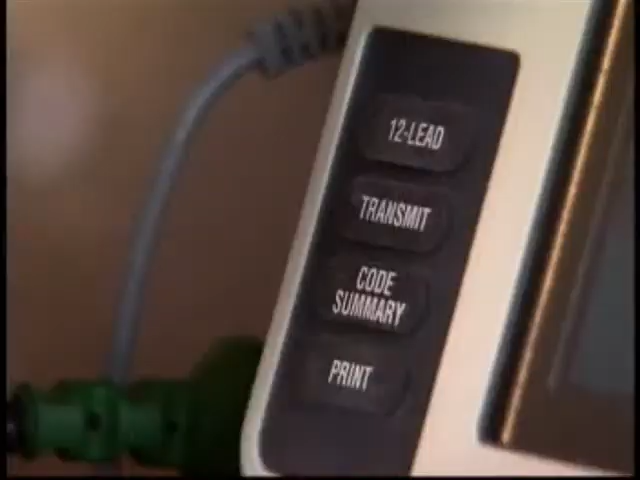 12-LEAD
TRANSMIT
CODE
SUMMARY
PRINT